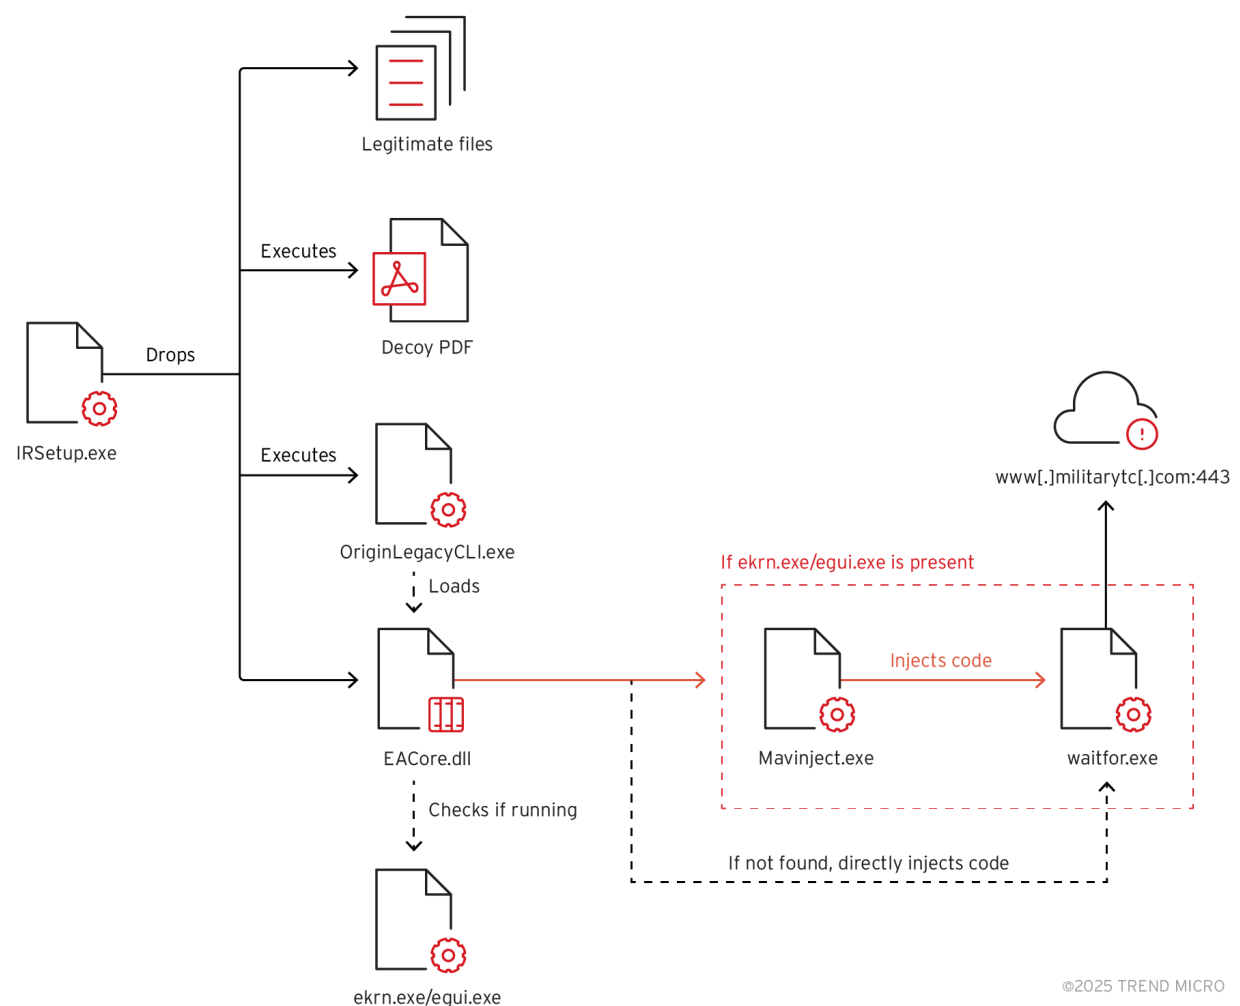 Legitimate files
Executes
Decoy PDF
Drops
IRSetup.exe
Executes
OriginLegacyCLI.exe
Loads
www[.]militarytc[.]com:443
If ekrn.exe/egui.exe is present
Injects code
EACore.dll
Mavinject.exe
waitfor.exe
Checks if running
If not found, directly injects code
ekrn.exe/egui.exe
©2025 TREND MICRO